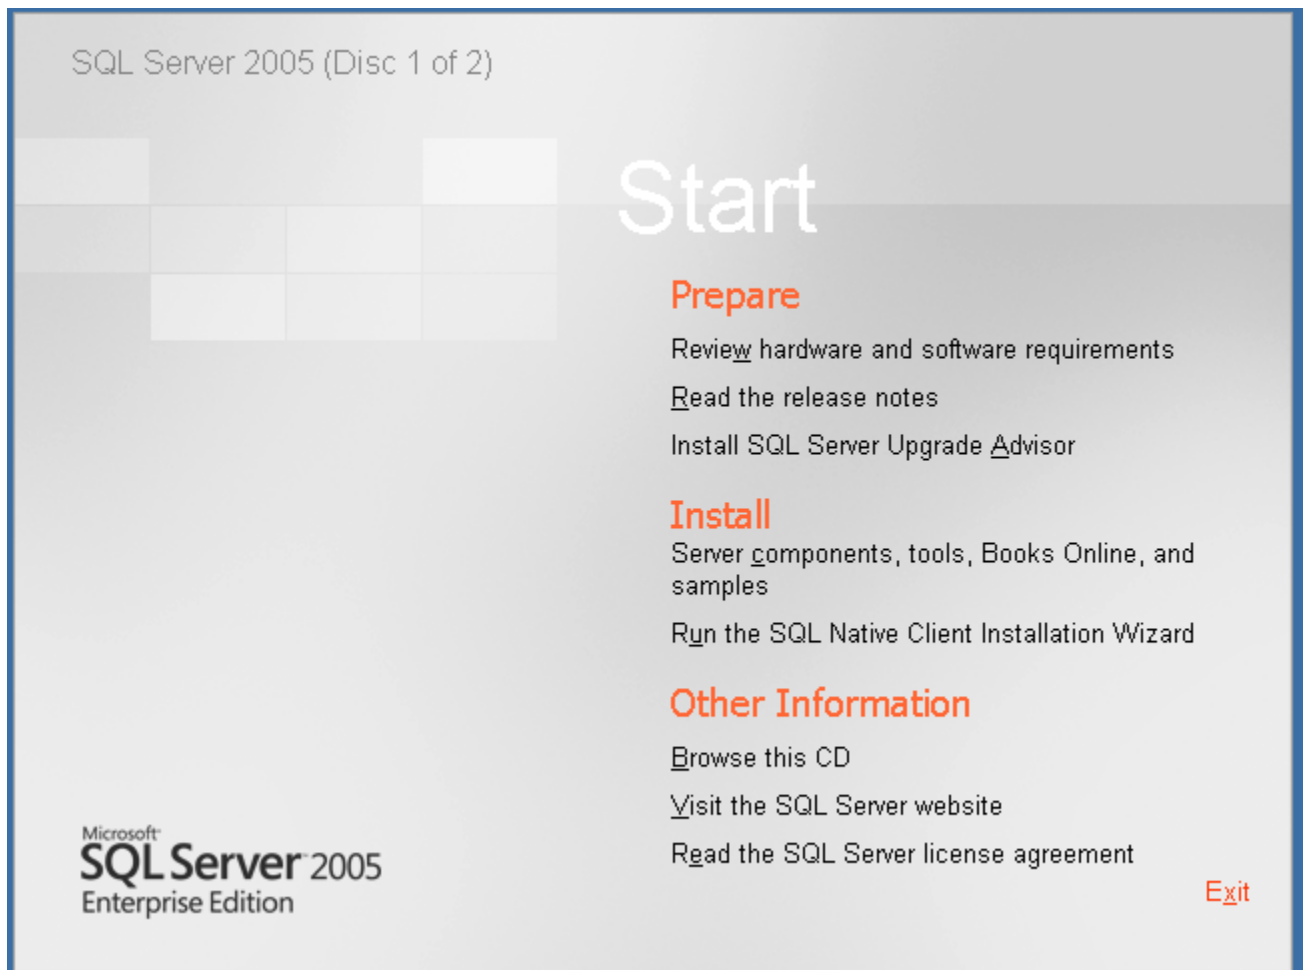 SQL Server 2005 (Disc 1 of 2)
Start
Prepare
Review hardware and software requirements
Read the release notes
Install SQL Server Upgrade Advisor
Install
Server components, tools, Books Online, and
samples
Run the SQL Native Client Installation Wizard
Other Information
Browse this CD
Visit the SQL Server website
Read the SQL Server license agreement
Exit
Microsoft
SQL Server 2005
Enterprise Edition